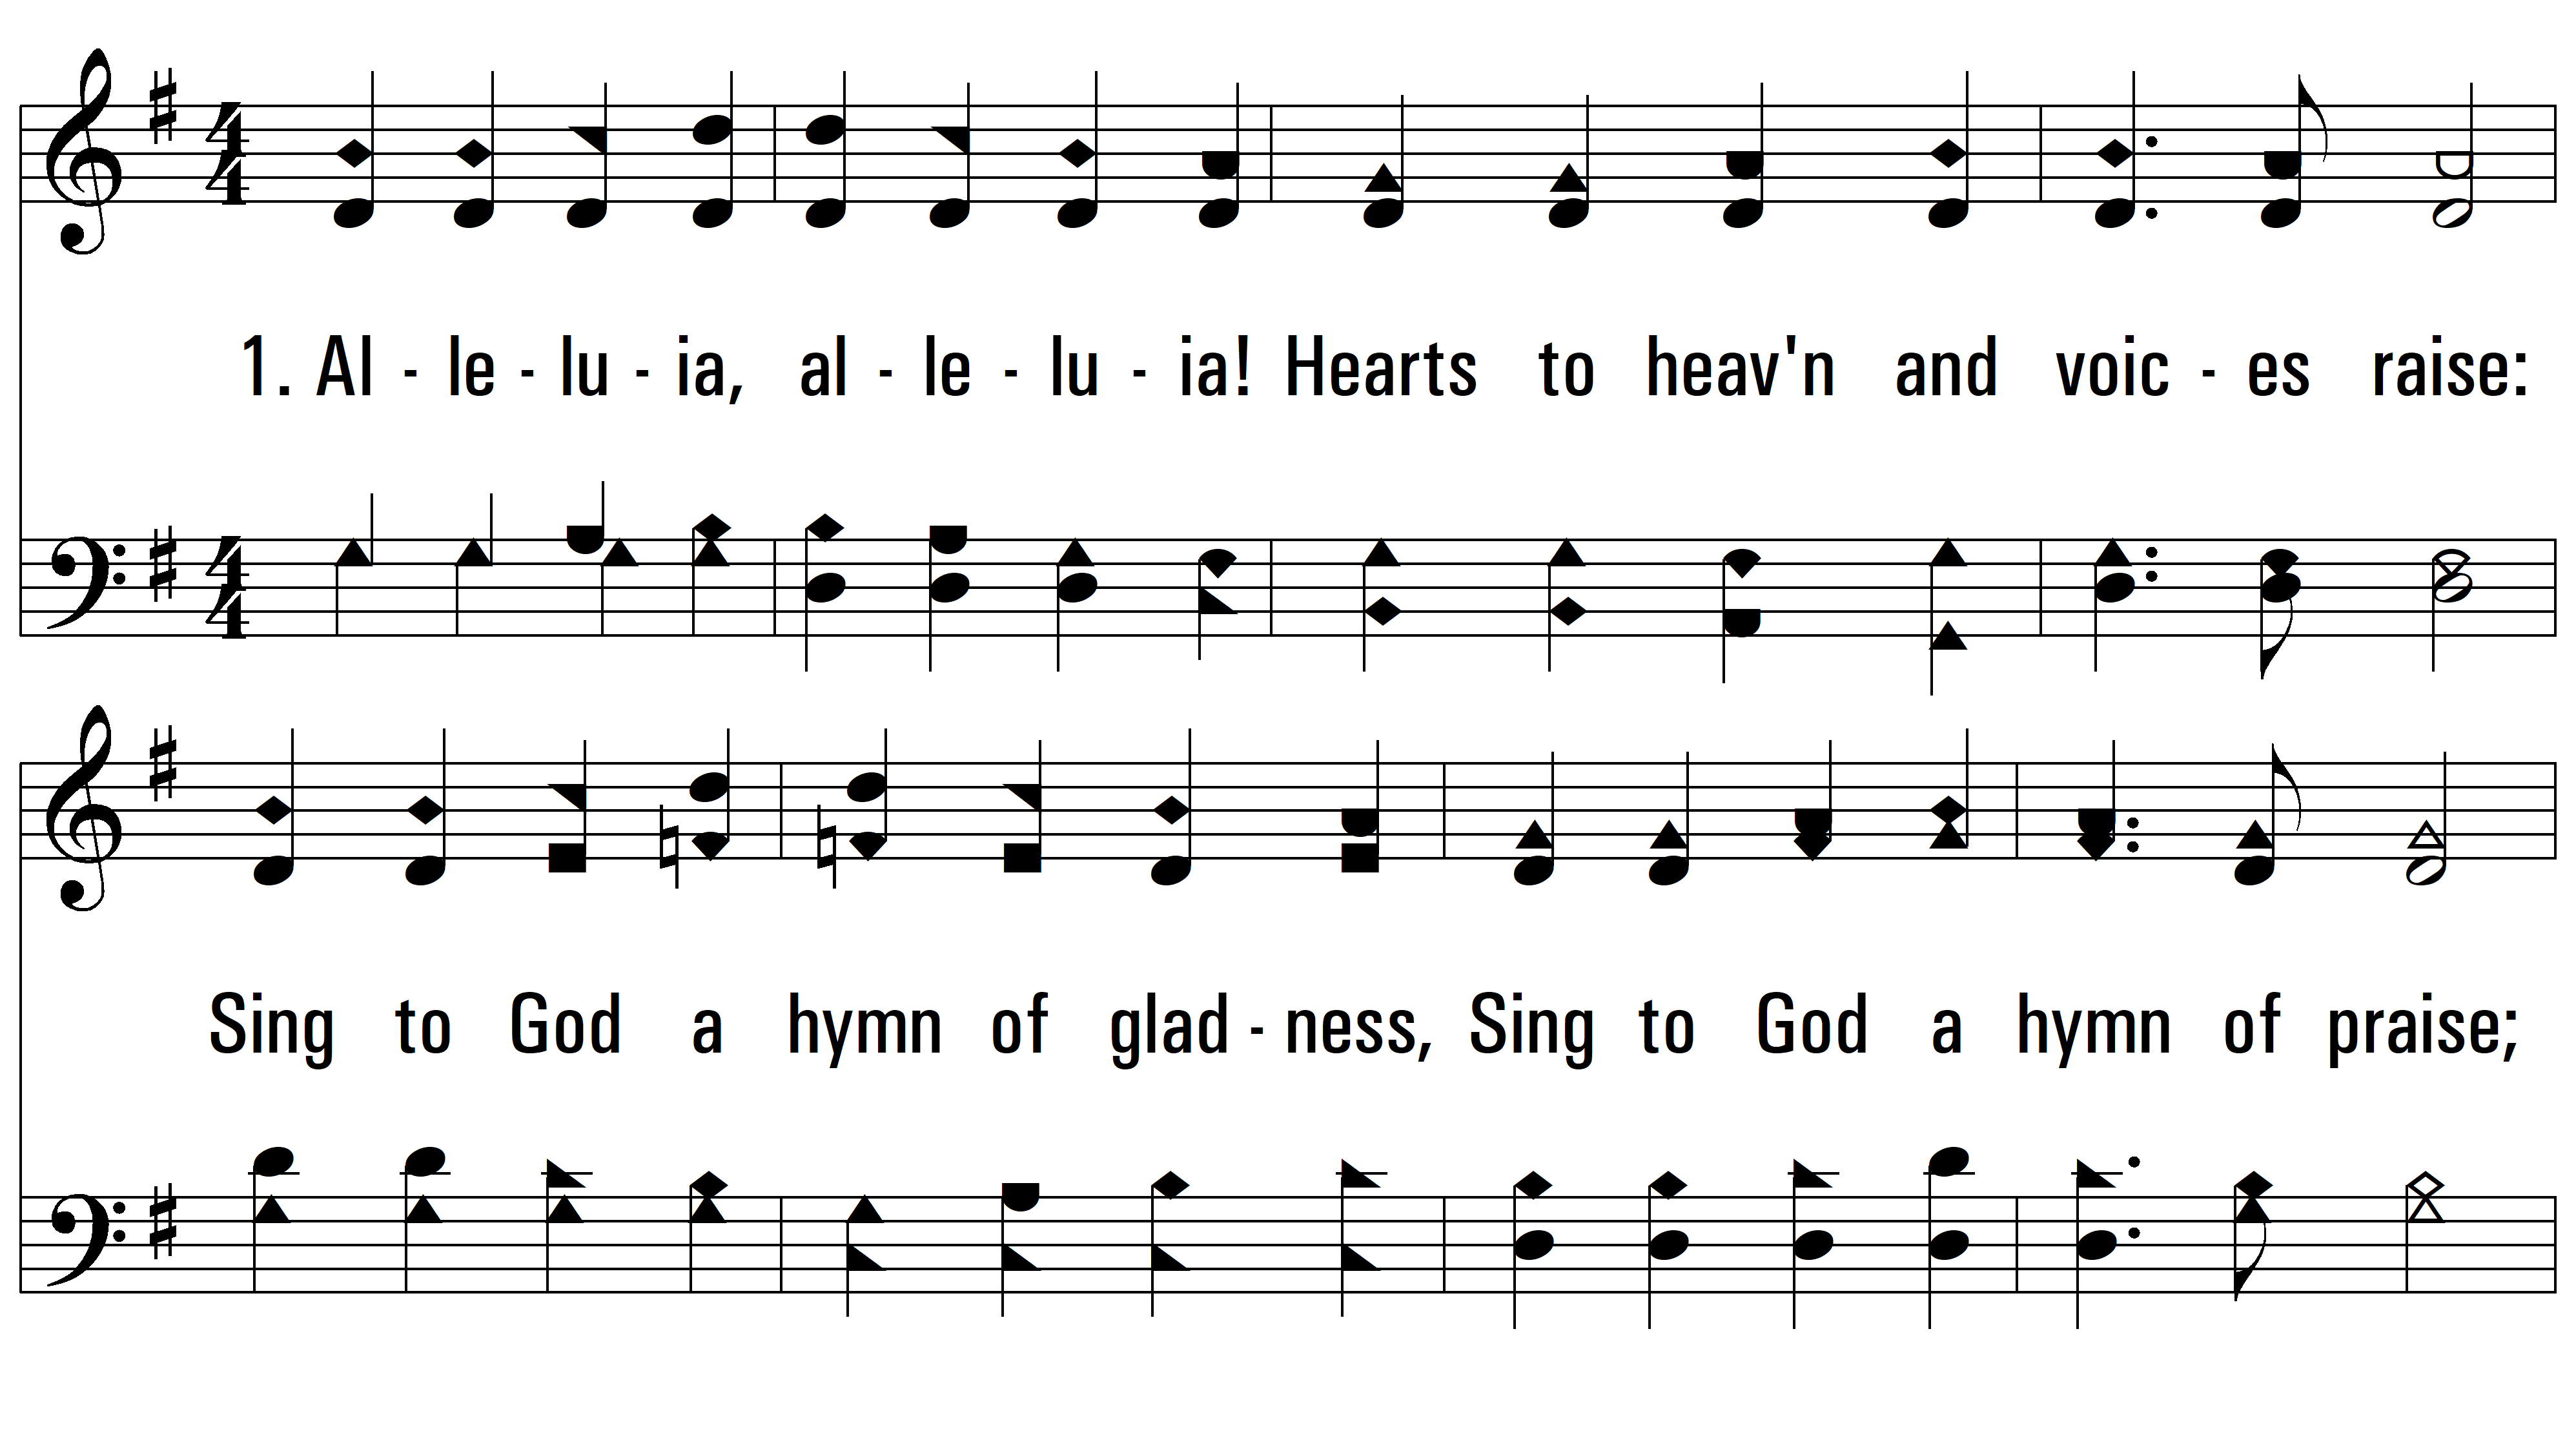 1. Al - le - lu - ia, al - le - lu - ia! Hearts to heav'n and voic - es raise:
Sing to God a hymn of glad - ness, Sing to God a hymn of praise;